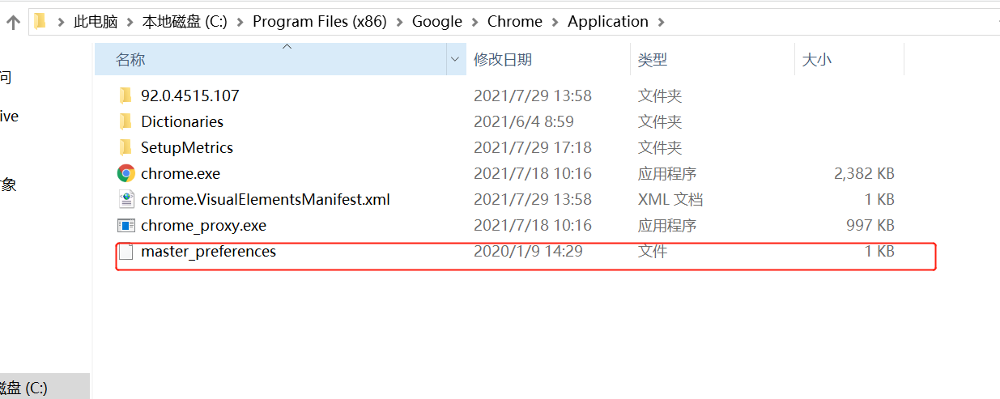 此电脑 > 本地磁盘 (C:) > Program Files (x86) > Google > Chrome > Application >
名称 修改日期 类型 大小
问
92.0.4515.107 2021/7/29 13:58 文件夹
ive
Dictionaries 2021/6/4 8:59 文件夹
SetupMetrics 2021/7/29 17:18 文件夹
象
chrome.exe 2021/7/18 10:16 应用程序 2,382 KB
chrome.VisualElementsManifest.xml 2021/7/29 13:58 XML 文档 1 KB
chrome_proxy.exe 2021/7/18 10:16 应用程序 997 KB
master_preferences 2020/1/9 14:29 文件 1 KB
磁盘 (C:)